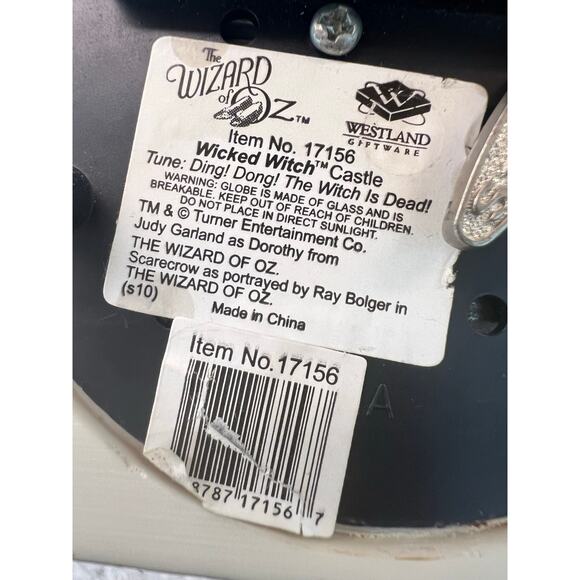 The
WIZARD
of OZ™
WESTLAND
GIFTWARE
Item No. 17156
Wicked Witch™ Castle
Tune: Ding! Dong! The Witch Is Dead!
WARNING: GLOBE IS MADE OF GLASS AND IS
BREAKABLE. KEEP OUT OF REACH OF CHILDREN.
DO NOT PLACE IN DIRECT SUNLIGHT.
TM & © Turner Entertainment Co.
Judy Garland as Dorothy from
THE WIZARD OF OZ.
Scarecrow as portrayed by Ray Bolger in
THE WIZARD OF OZ.
(s10)
Made in China
Item No.17156
8787 17156 7
A